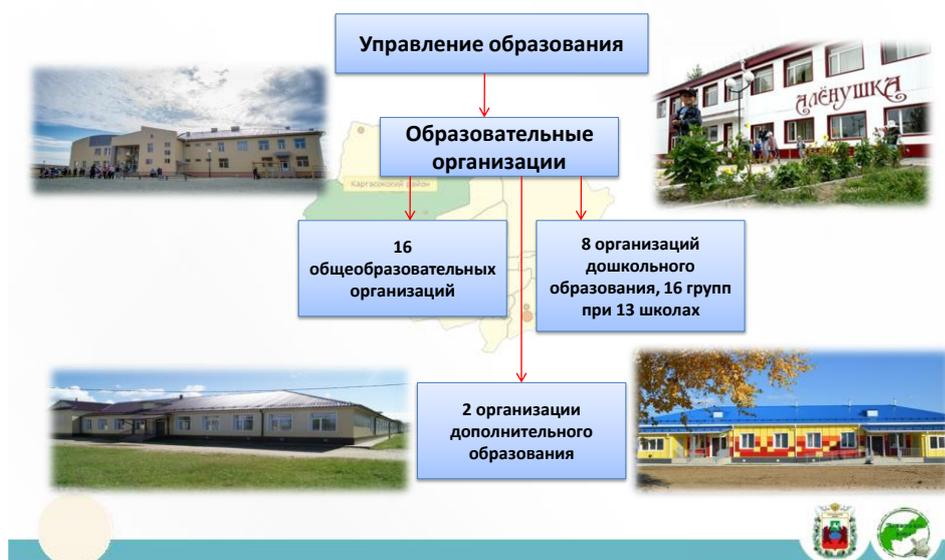 Управление образования
АЛЁНУШКА
Образовательные
организации
Каргасокский район
16
общеобразовательных
организаций
8 организаций
дошкольного
образования, 16 групп
при 13 школах
2 организации
дополнительного
образования